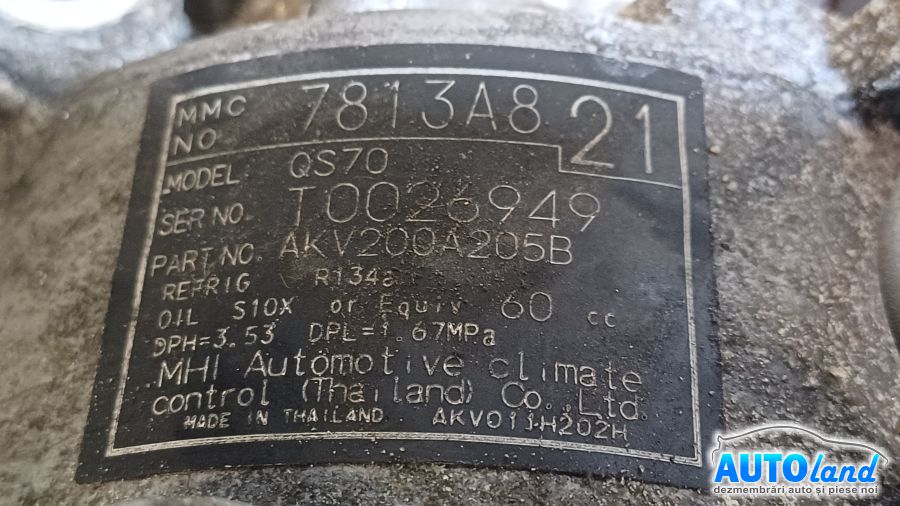 MMC NO 7813A821
MODEL QS70
SER NO. T0026949
PART NO. AKV200A205B
REFRIG R134a
OIL S10X or Equiv 60 cc
DPH=3.53 DPL=1.67MPa
MHI Automotive climate
control (Thailand) Co.,Ltd.
MADE IN THAILAND AKV011H202H
AUTOland
dezmembrări auto și piese noi